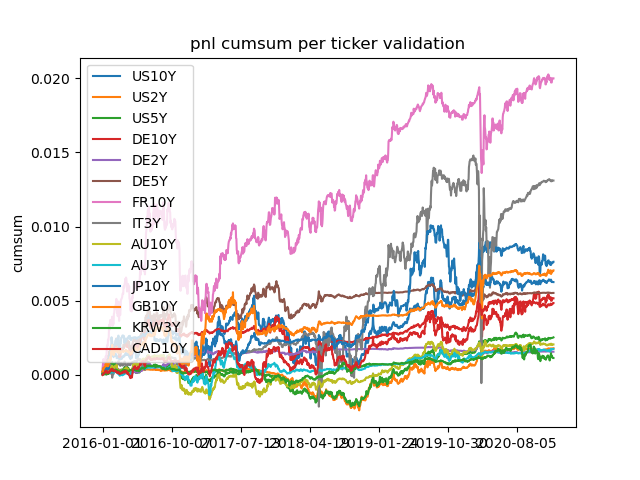 pnl cumsum per ticker validation
0.020
0.015
0.010
0.005
0.000
cumsum
US10Y
US2Y
US5Y
DE10Y
DE2Y
DE5Y
FR10Y
IT3Y
AU10Y
AU3Y
JP10Y
GB10Y
KRW3Y
CAD10Y
2016-01-01 2016-10-07 2017-07-13 2018-04-19 2019-01-24 2019-10-30 2020-08-05